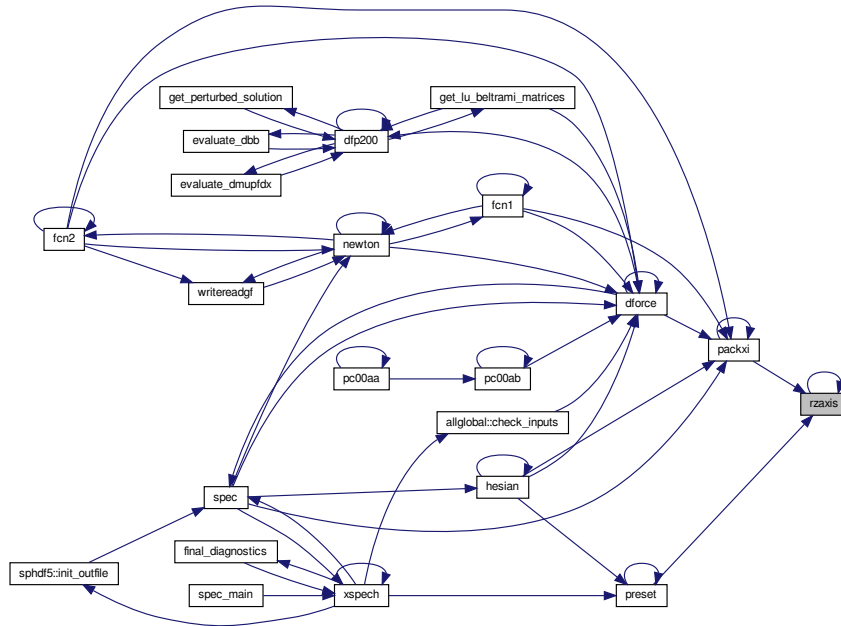 get_perturbed_solution
get_lu_beltrami_matrices
evaluate_dbb
dfp200
evaluate_dmupfdx
fcn1
fcn2
newton
writereadgf
dforce
packxi
pc00aa
pc00ab
rzaxis
allglobal::check_inputs
hesian
spec
final_diagnostics
sphdf5::init_outfile
spec_main
xspech
preset